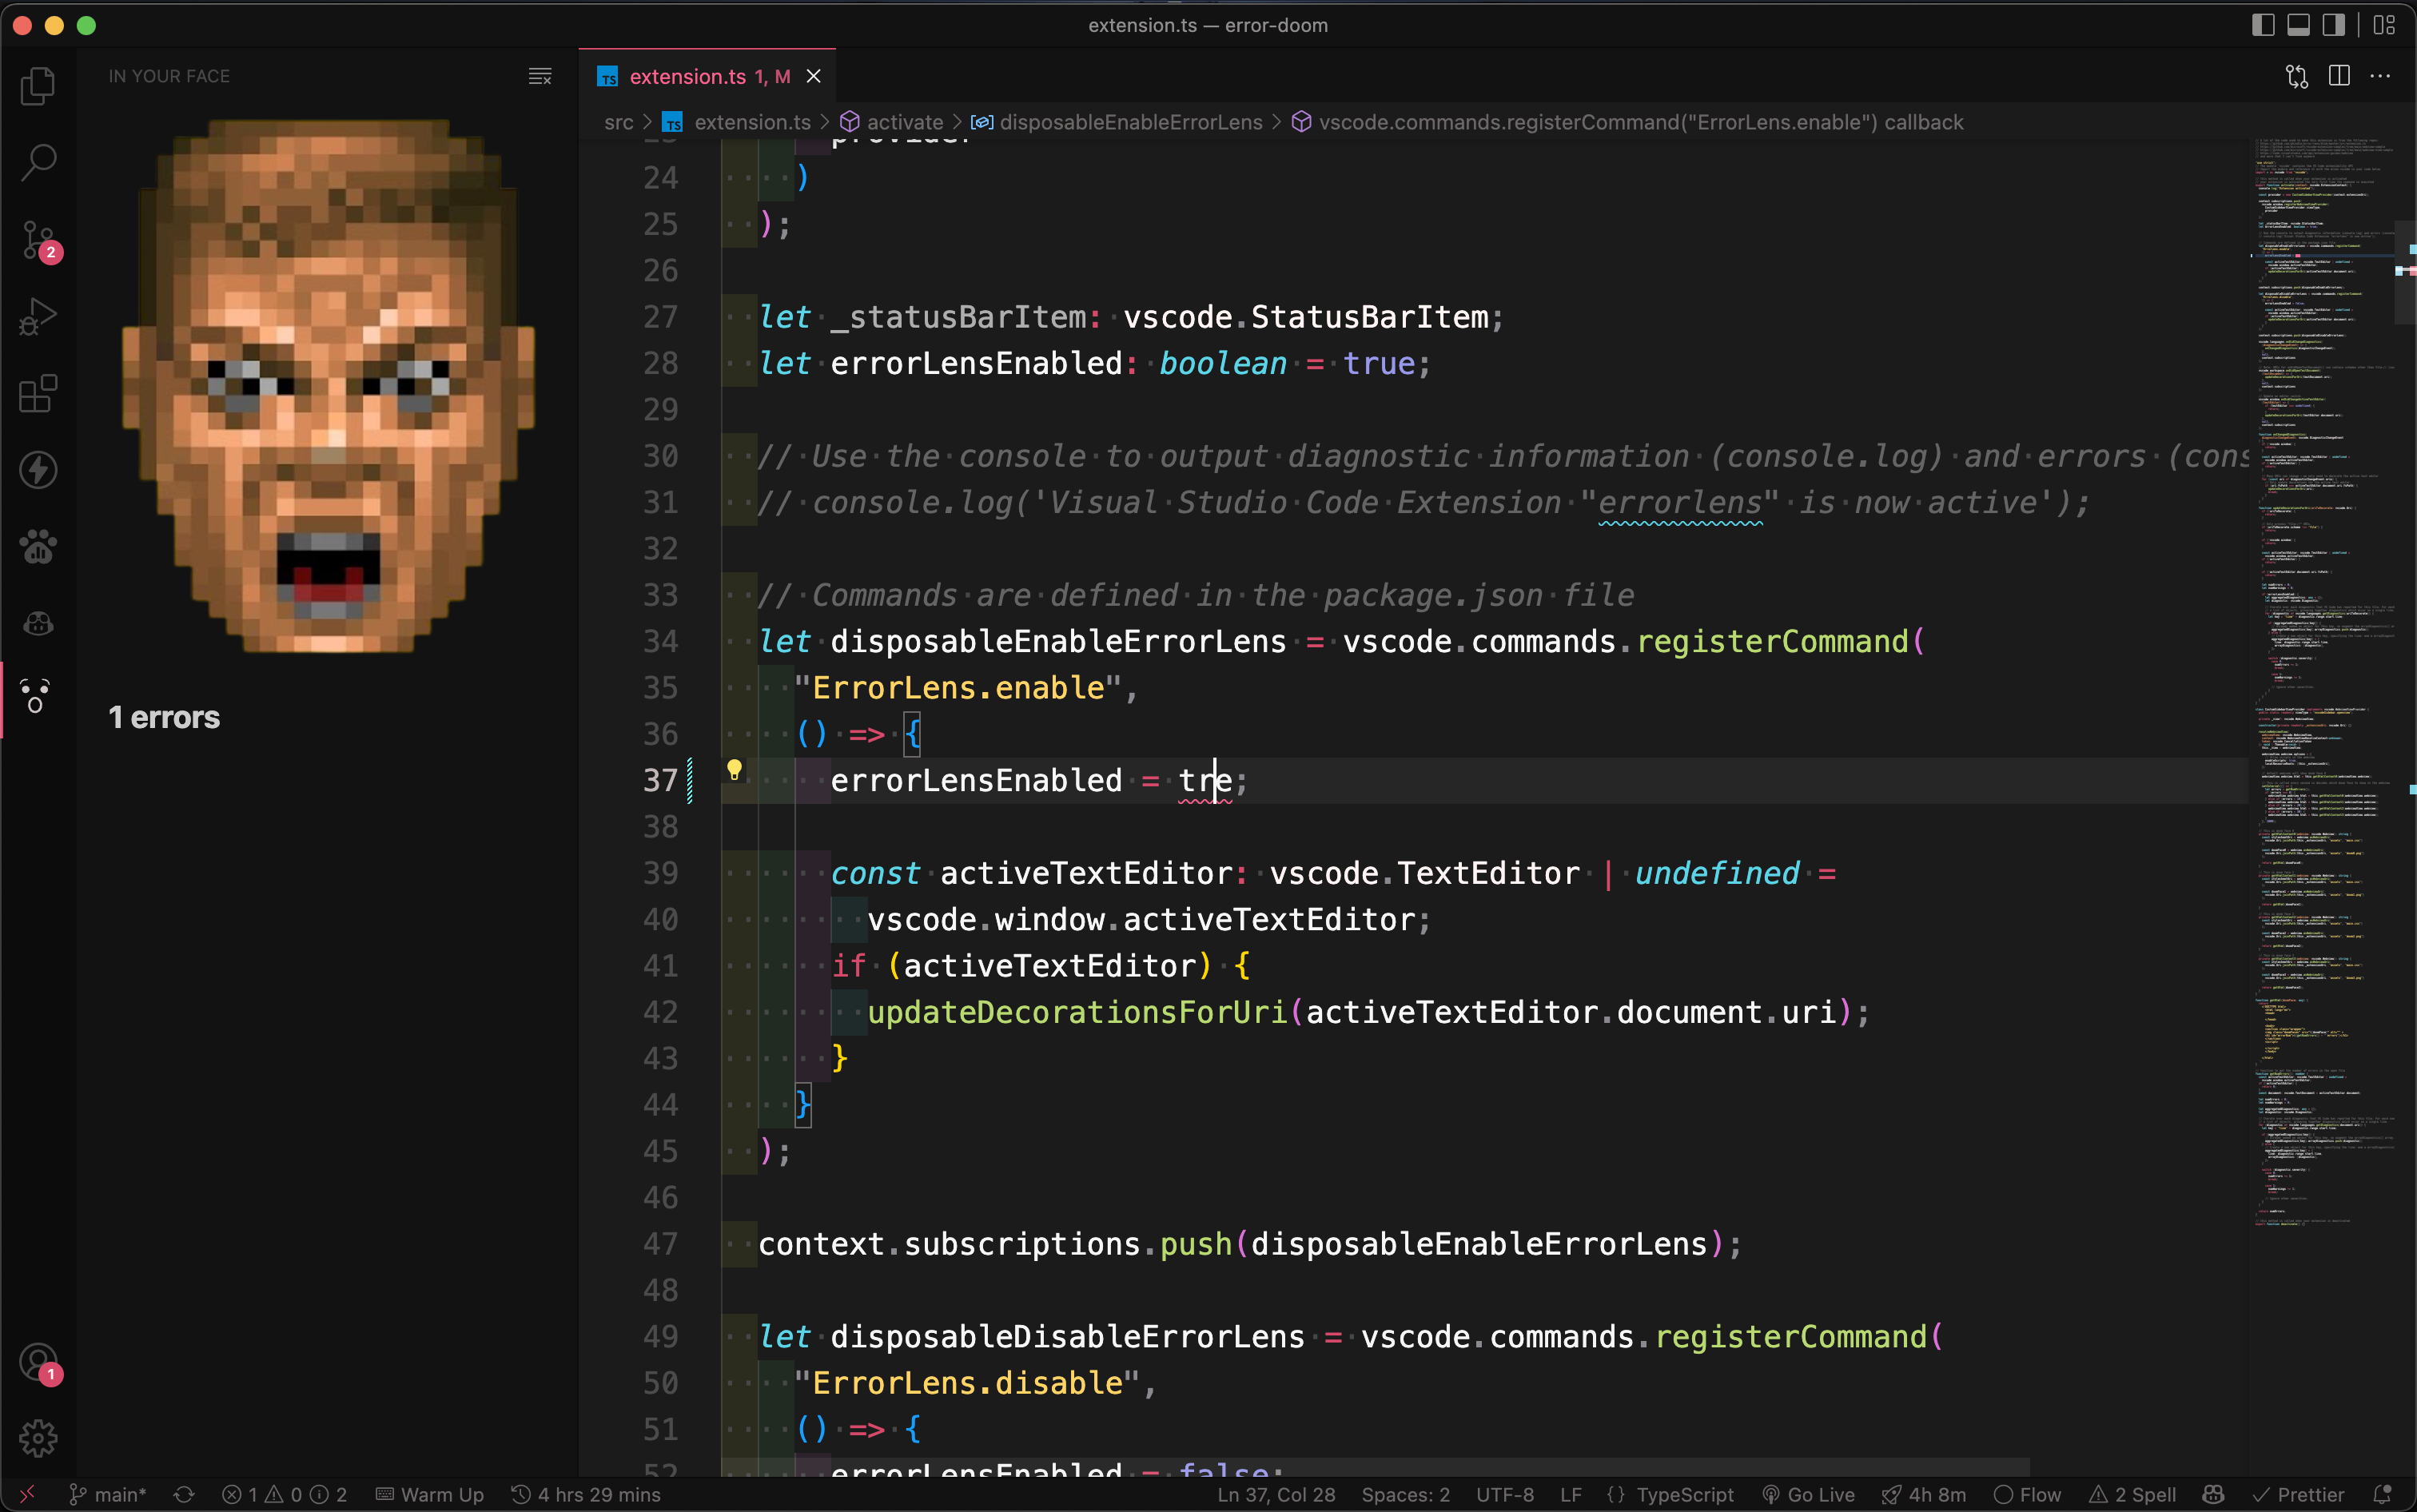 extension.ts — error-doom
IN YOUR FACE
TS extension.ts 1, M
src > TS extension.ts > activate > disposableEnableErrorLens > vscode.commands.registerCommand("ErrorLens.enable") callback
24 )
25 );
26
27 let _statusBarItem: vscode.StatusBarItem;
28 let errorLensEnabled: boolean = true;
29
30 // Use the console to output diagnostic information (console.log) and errors (cons
31 // console.log('Visual Studio Code Extension "errorlens" is now active');
32
33 // Commands are defined in the package.json file
34 let disposableEnableErrorLens = vscode.commands.registerCommand(
35 "ErrorLens.enable",
36 () => {
37 errorLensEnabled = tre;
38
39 const activeTextEditor: vscode.TextEditor | undefined =
40 vscode.window.activeTextEditor;
41 if (activeTextEditor) {
42 updateDecorationsForUri(activeTextEditor.document.uri);
43 }
44 }
45 );
46
47 context.subscriptions.push(disposableEnableErrorLens);
48
49 let disposableDisableErrorLens = vscode.commands.registerCommand(
50 "ErrorLens.disable",
51 () => {
52 errorLensEnabled = false;
2
1 errors
1
main* 1 0 2 Warm Up 4 hrs 29 mins Ln 37, Col 28 Spaces: 2 UTF-8 LF {} TypeScript Go Live 4h 8m Flow 2 Spell Prettier